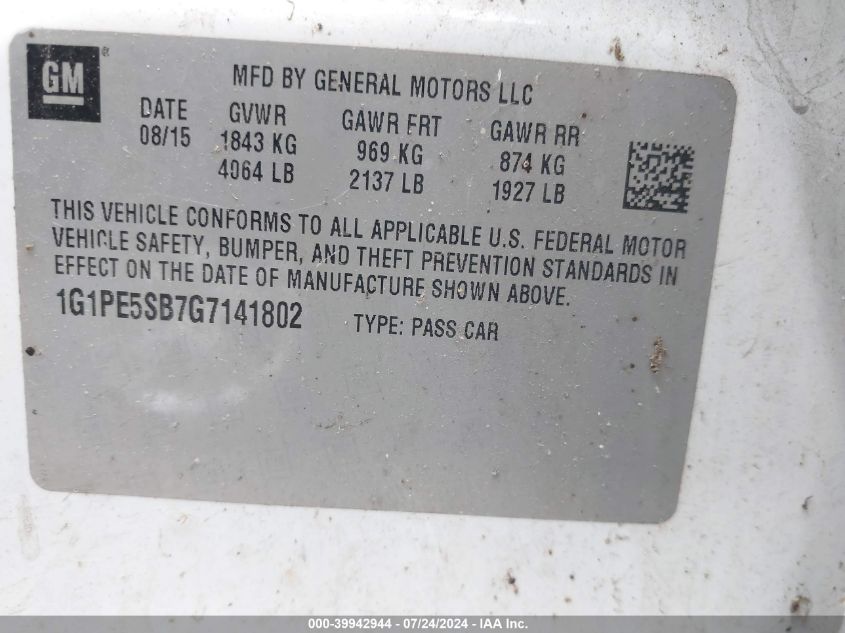 GM®
MFD BY GENERAL MOTORS LLC
DATE GVWR GAWR FRT GAWR RR
08/15 1843 KG 969 KG 874 KG
4064 LB 2137 LB 1927 LB
THIS VEHICLE CONFORMS TO ALL APPLICABLE U.S. FEDERAL MOTOR
VEHICLE SAFETY, BUMPER, AND THEFT PREVENTION STANDARDS IN
EFFECT ON THE DATE OF MANUFACTURE SHOWN ABOVE.
1G1PE5SB7G7141802 TYPE: PASS CAR
000-39942944 - 07/24/2024 - IAA Inc.